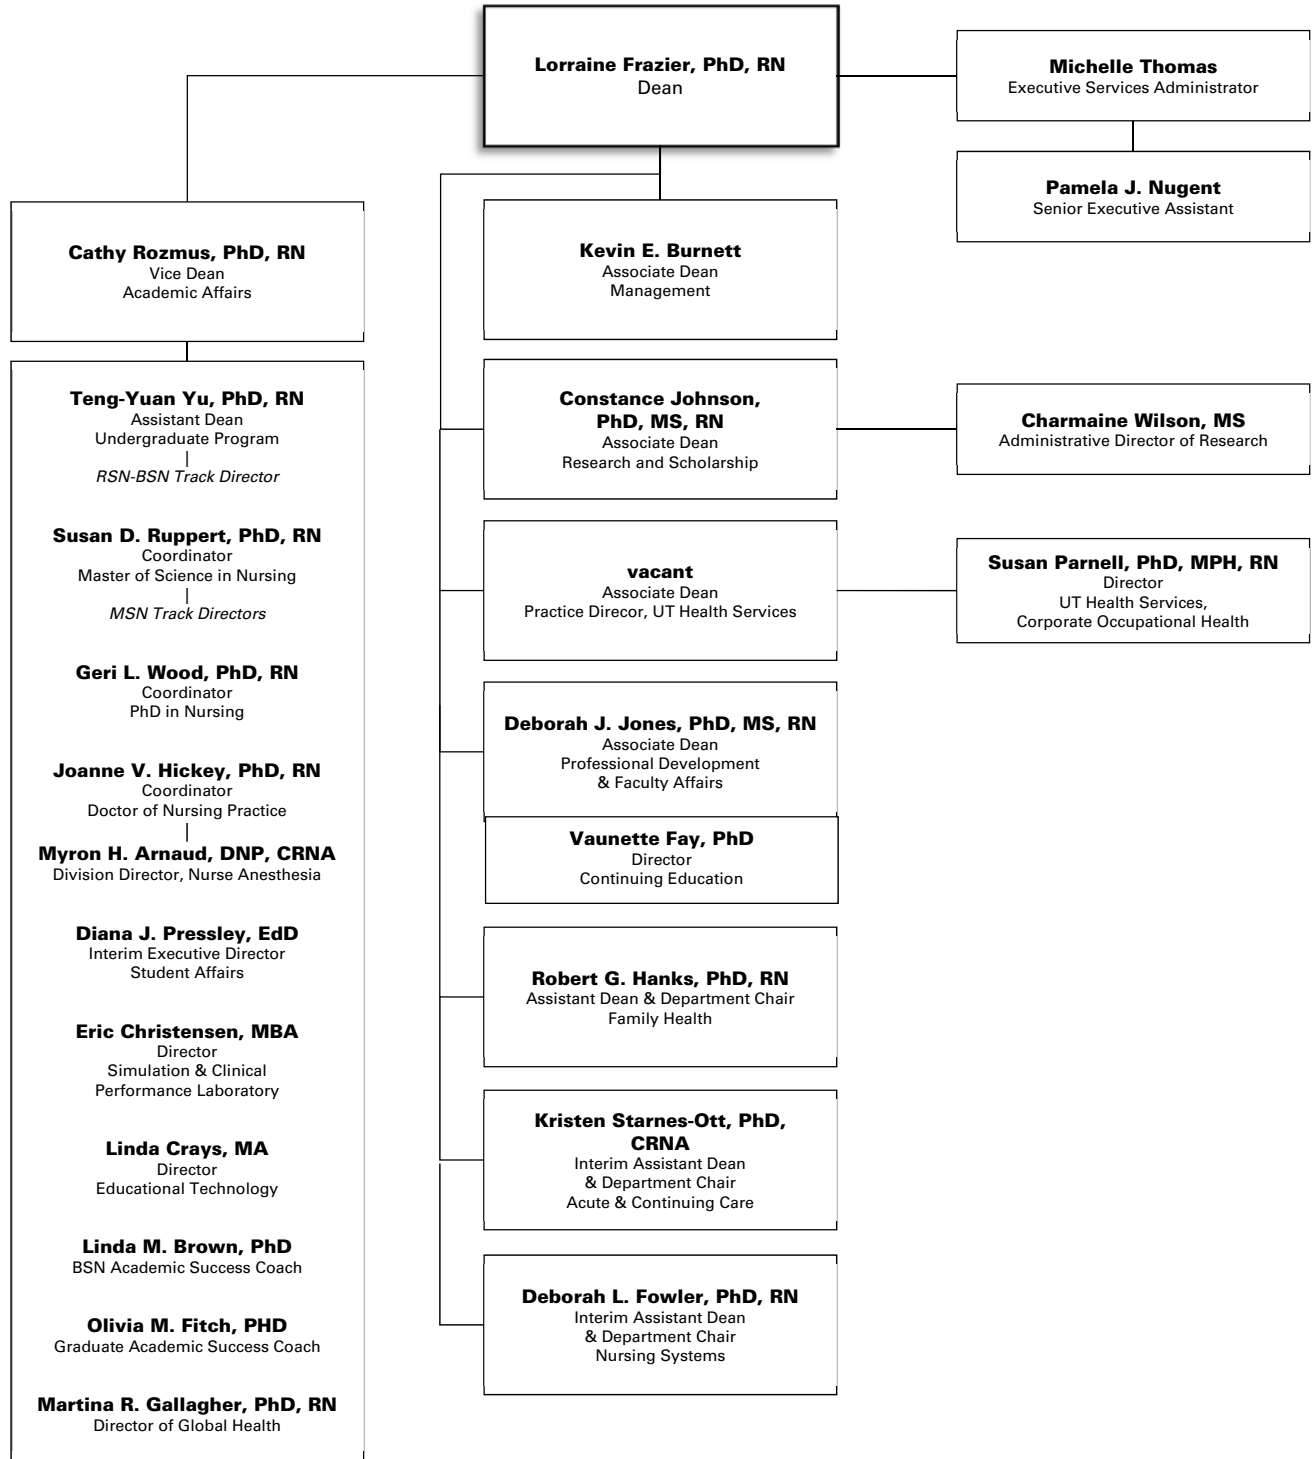 Lorraine Frazier, PhD, RN
Dean
Michelle Thomas
Executive Services Administrator
Pamela J. Nugent
Senior Executive Assistant
Cathy Rozmus, PhD, RN
Vice Dean
Academic Affairs
Teng-Yuan Yu, PhD, RN
Assistant Dean
Undergraduate Program
|
RSN-BSN Track Director
Susan D. Ruppert, PhD, RN
Coordinator
Master of Science in Nursing
|
MSN Track Directors
Geri L. Wood, PhD, RN
Coordinator
PhD in Nursing
Joanne V. Hickey, PhD, RN
Coordinator
Doctor of Nursing Practice
|
Myron H. Arnaud, DNP, CRNA
Division Director, Nurse Anesthesia
Diana J. Pressley, EdD
Interim Executive Director
Student Affairs
Eric Christensen, MBA
Director
Simulation & Clinical
Performance Laboratory
Linda Crays, MA
Director
Educational Technology
Linda M. Brown, PhD
BSN Academic Success Coach
Olivia M. Fitch, PHD
Graduate Academic Success Coach
Martina R. Gallagher, PhD, RN
Director of Global Health
Kevin E. Burnett
Associate Dean
Management
Constance Johnson,
PhD, MS, RN
Associate Dean
Research and Scholarship
Charmaine Wilson, MS
Administrative Director of Research
vacant
Associate Dean
Practice Direcor, UT Health Services
Susan Parnell, PhD, MPH, RN
Director
UT Health Services,
Corporate Occupational Health
Deborah J. Jones, PhD, MS, RN
Associate Dean
Professional Development
& Faculty Affairs
Vaunette Fay, PhD
Director
Continuing Education
Robert G. Hanks, PhD, RN
Assistant Dean & Department Chair
Family Health
Kristen Starnes-Ott, PhD,
CRNA
Interim Assistant Dean
& Department Chair
Acute & Continuing Care
Deborah L. Fowler, PhD, RN
Interim Assistant Dean
& Department Chair
Nursing Systems